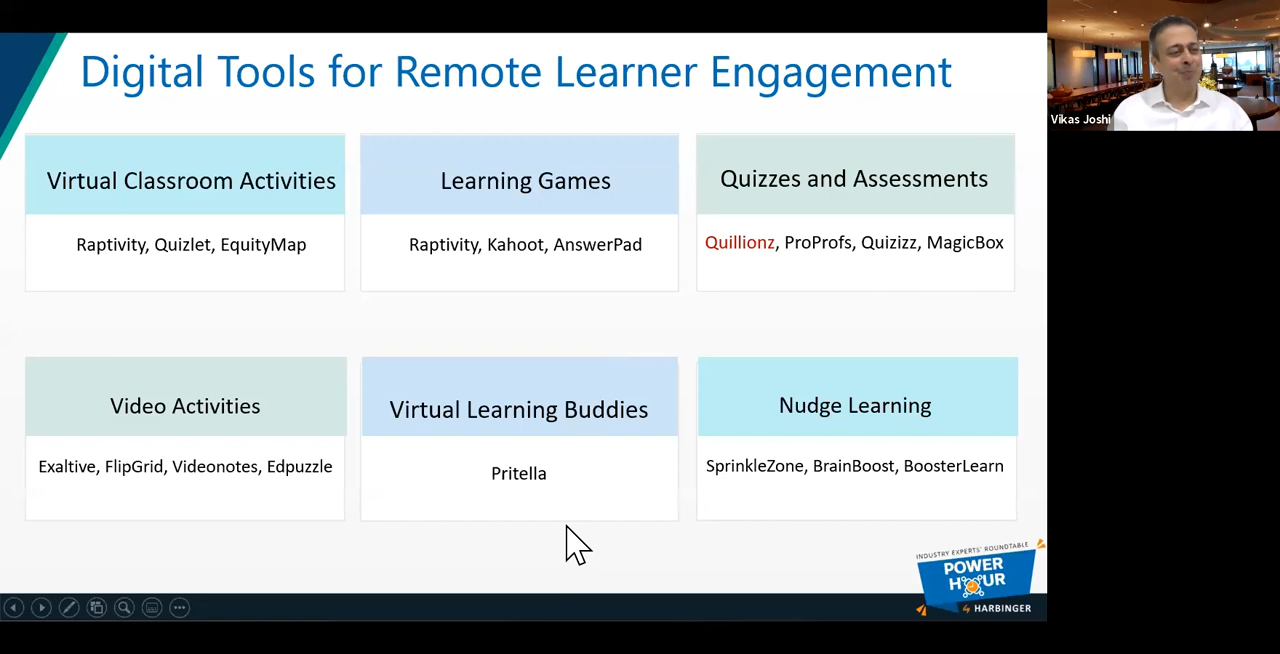 Digital Tools for Remote Learner Engagement
Vikas Joshi
Virtual Classroom Activities
Learning Games
Quizzes and Assessments
Raptivity, Quizlet, EquityMap
Raptivity, Kahoot, AnswerPad
Quillionz, ProProfs, Quizizz, MagicBox
Video Activities
Virtual Learning Buddies
Nudge Learning
Exaltive, FlipGrid, Videonotes, Edpuzzle
Pritella
SprinkleZone, BrainBoost, BoosterLearn
INDUSTRY EXPERTS' ROUNDTABLE
POWER
HOUR
by HARBINGER